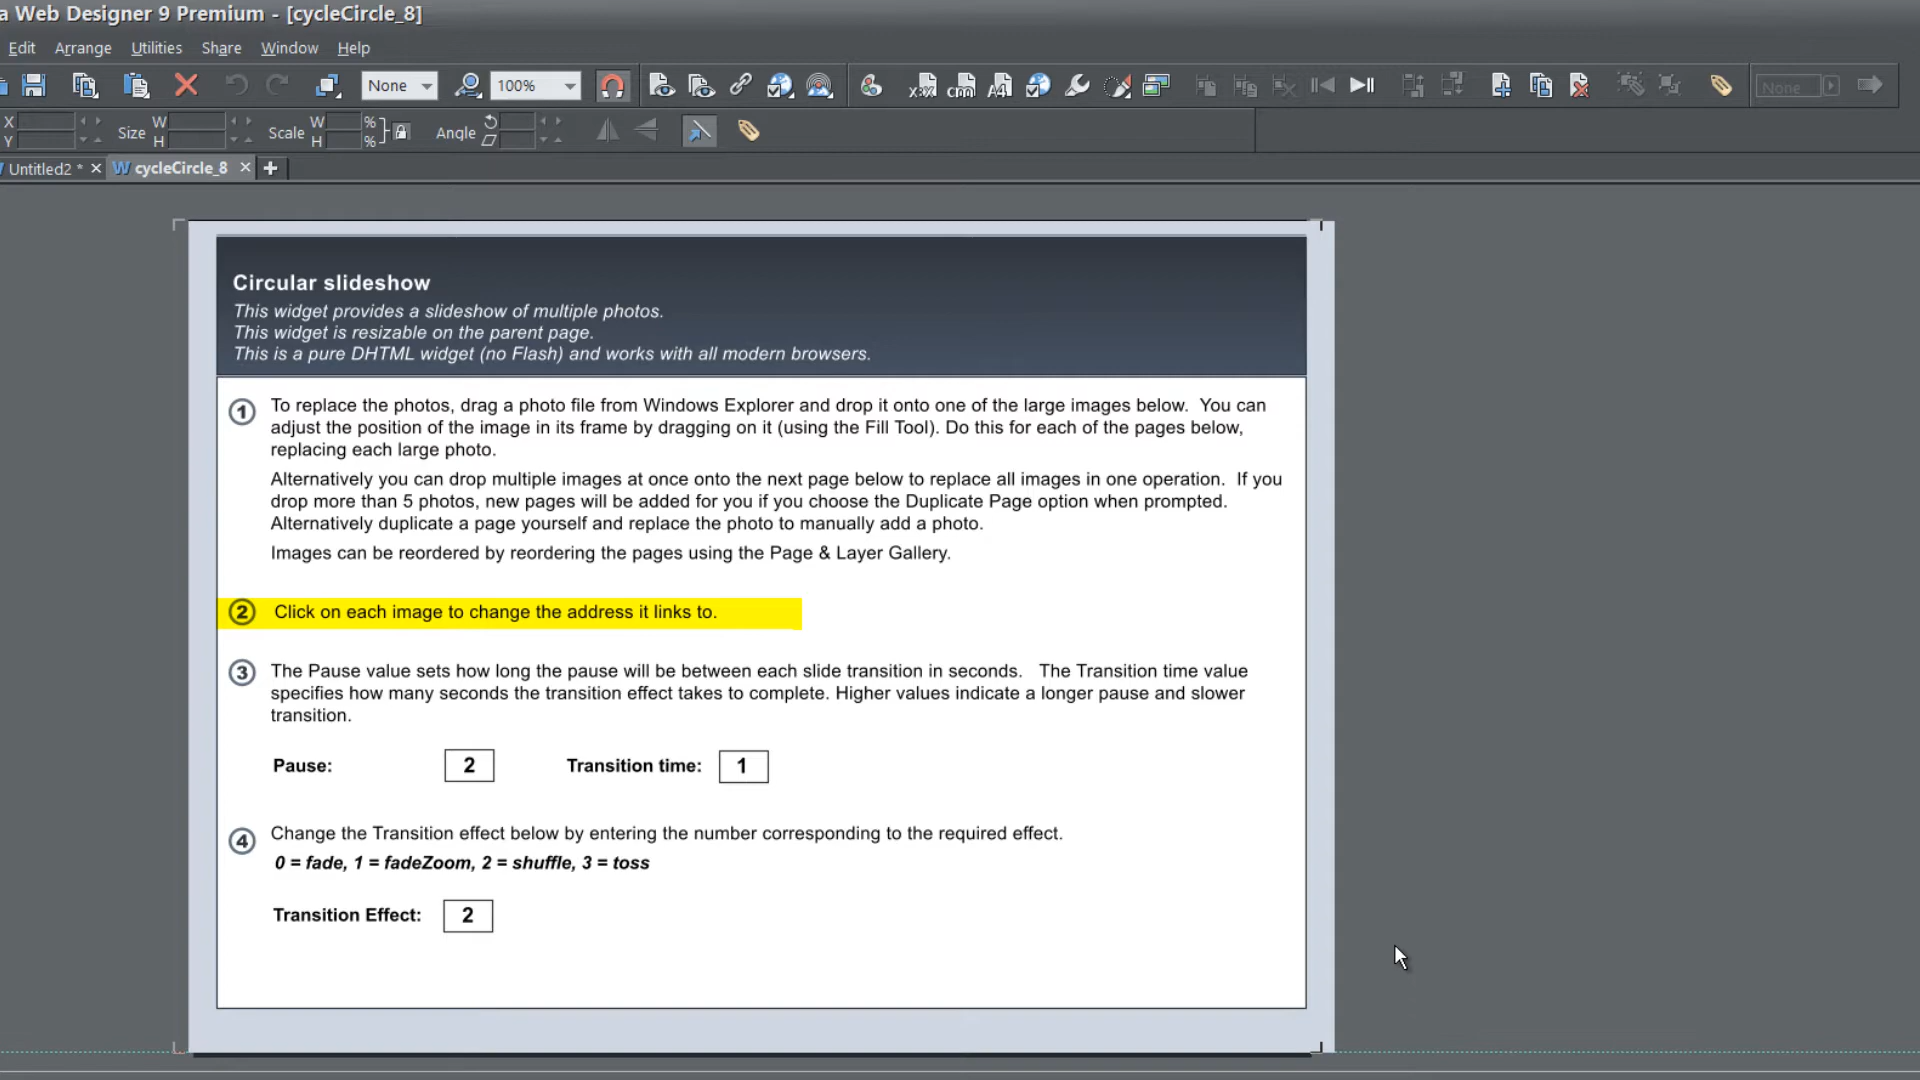 a Web Designer 9 Premium - [cycleCircle_8]
Edit Arrange Utilities Share Window Help
None 100% None
X Y Size W H Scale W H % % Angle
Untitled2 * cycleCircle_8
Circular slideshow
This widget provides a slideshow of multiple photos.
This widget is resizable on the parent page.
This is a pure DHTML widget (no Flash) and works with all modern browsers.
1 To replace the photos, drag a photo file from Windows Explorer and drop it onto one of the large images below. You can
adjust the position of the image in its frame by dragging on it (using the Fill Tool). Do this for each of the pages below,
replacing each large photo.
Alternatively you can drop multiple images at once onto the next page below to replace all images in one operation. If you
drop more than 5 photos, new pages will be added for you if you choose the Duplicate Page option when prompted.
Alternatively duplicate a page yourself and replace the photo to manually add a photo.
Images can be reordered by reordering the pages using the Page & Layer Gallery.
2 Click on each image to change the address it links to.
3 The Pause value sets how long the pause will be between each slide transition in seconds. The Transition time value
specifies how many seconds the transition effect takes to complete. Higher values indicate a longer pause and slower
transition.
Pause: 2 Transition time: 1
4 Change the Transition effect below by entering the number corresponding to the required effect.
0 = fade, 1 = fadeZoom, 2 = shuffle, 3 = toss
Transition Effect: 2